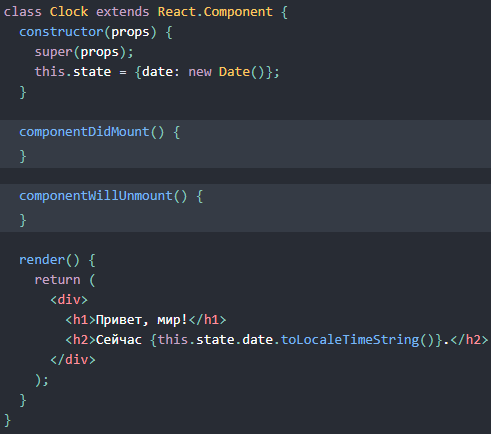 class Clock extends React.Component {
  constructor(props) {
    super(props);
    this.state = {date: new Date()};
  }

  componentDidMount() {
  }

  componentWillUnmount() {
  }

  render() {
    return (
      <div>
        <h1>Привет, мир!</h1>
        <h2>Сейчас {this.state.date.toLocaleTimeString()}.</h2>
      </div>
    );
  }
}